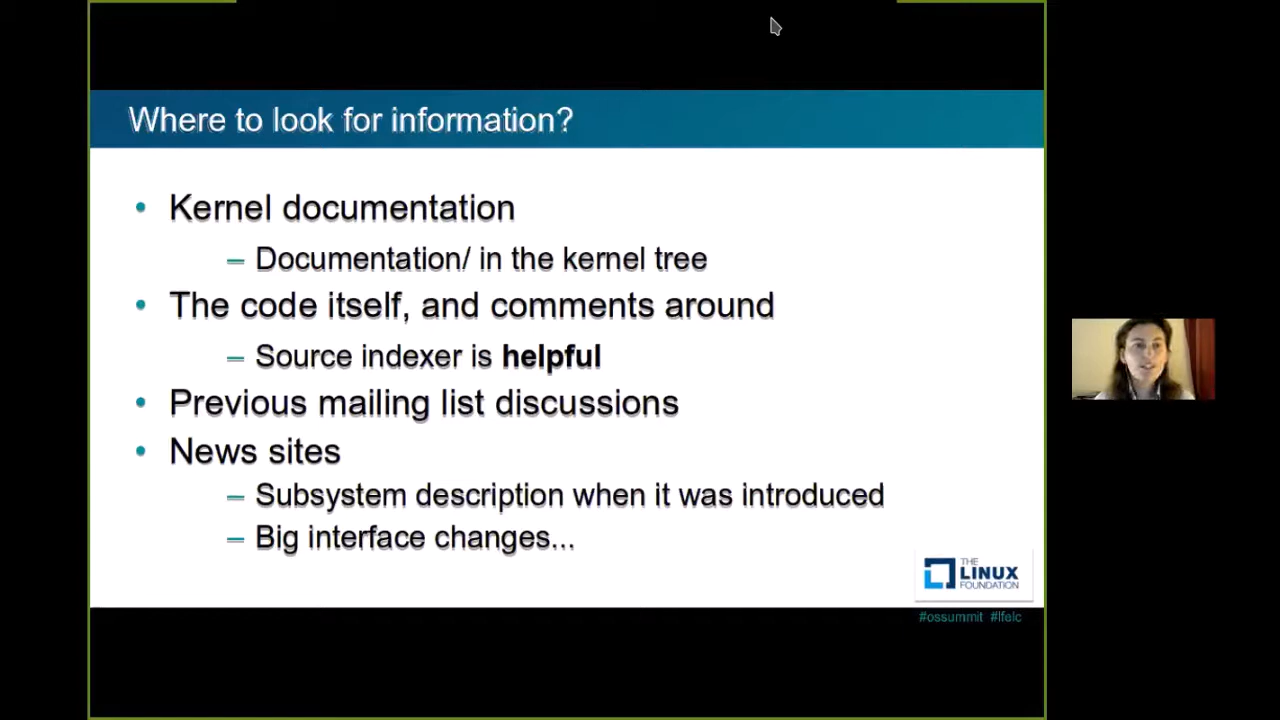 Where to look for information?
• Kernel documentation
– Documentation/ in the kernel tree
• The code itself, and comments around
– Source indexer is helpful
• Previous mailing list discussions
• News sites
– Subsystem description when it was introduced
– Big interface changes...
THE
LINUX
FOUNDATION
#ossummit #lfelc